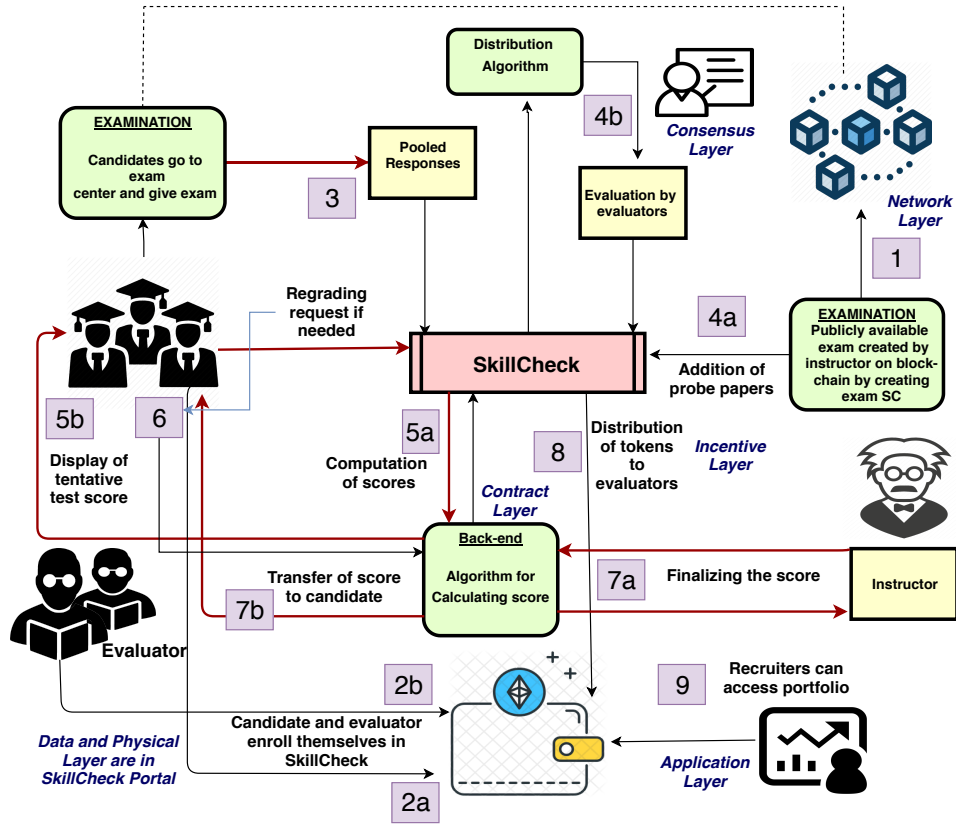 Distribution
Algorithm
4b
Consensus
Layer
EXAMINATION
Candidates go to
exam
center and give exam
3
Pooled
Responses
Evaluation by
evaluators
Network
Layer
1
Regrading
request if
needed
4a
EXAMINATION
Publicly available
exam created by
instructor on block-
chain by creating
exam SC
SkillCheck
Addition of
probe papers
5b
6
5a
8
Distribution
of tokens
to
evaluators
Incentive
Layer
Display of
tentative
test score
Computation
of scores
Contract
Layer
Back-end
Algorithm for
Calculating score
Transfer of score
to candidate
7b
7a
Finalizing the score
Instructor
Evaluator
2b
9
Recruiters can
access portfolio
Candidate and evaluator
enroll themselves in
SkillCheck
Data and Physical
Layer are in
SkillCheck Portal
2a
Application
Layer